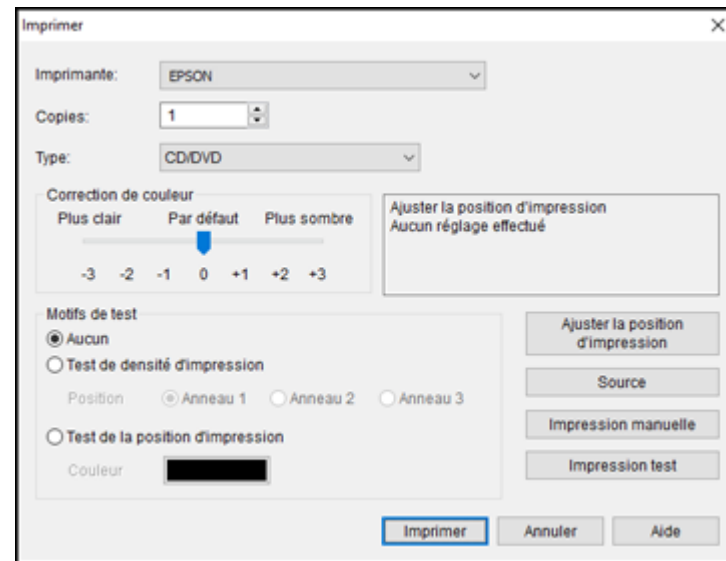 Imprimer
Imprimante: EPSON
Copies: 1
Type: CD/DVD
Correction de couleur
Plus clair Par défaut Plus sombre
-3 -2 -1 0 +1 +2 +3
Ajuster la position d'impression
Aucun réglage effectué
Motifs de test
Aucun
Test de densité d'impression
Position Anneau 1 Anneau 2 Anneau 3
Test de la position d'impression
Couleur
Ajuster la position
d'impression
Source
Impression manuelle
Impression test
Imprimer Annuler Aide